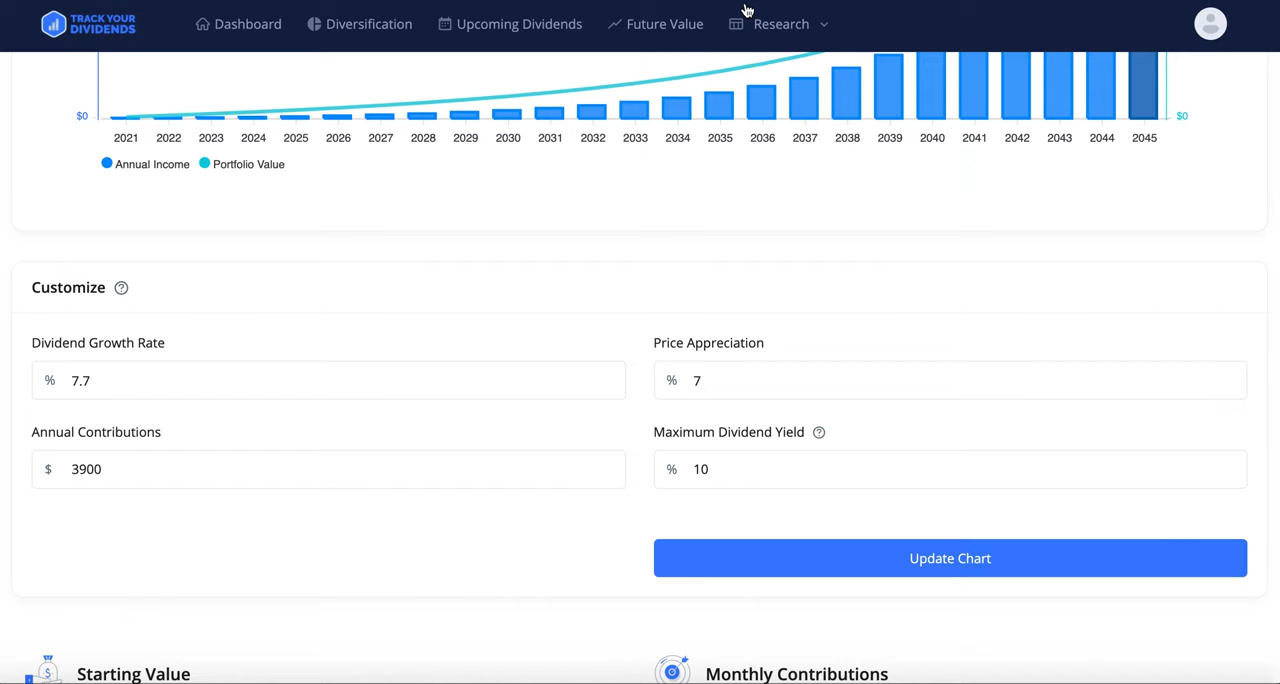 TRACK YOUR
DIVIDENDS
Dashboard
Diversification
Upcoming Dividends
Future Value
Research
$0
$0
2021 2022 2023 2024 2025 2026 2027 2028 2029 2030 2031 2032 2033 2034 2035 2036 2037 2038 2039 2040 2041 2042 2043 2044 2045
Annual Income Portfolio Value
Customize ?
Dividend Growth Rate
% 7.7
Price Appreciation
% 7
Annual Contributions
$ 3900
Maximum Dividend Yield ?
% 10
Update Chart
$ Starting Value
Monthly Contributions